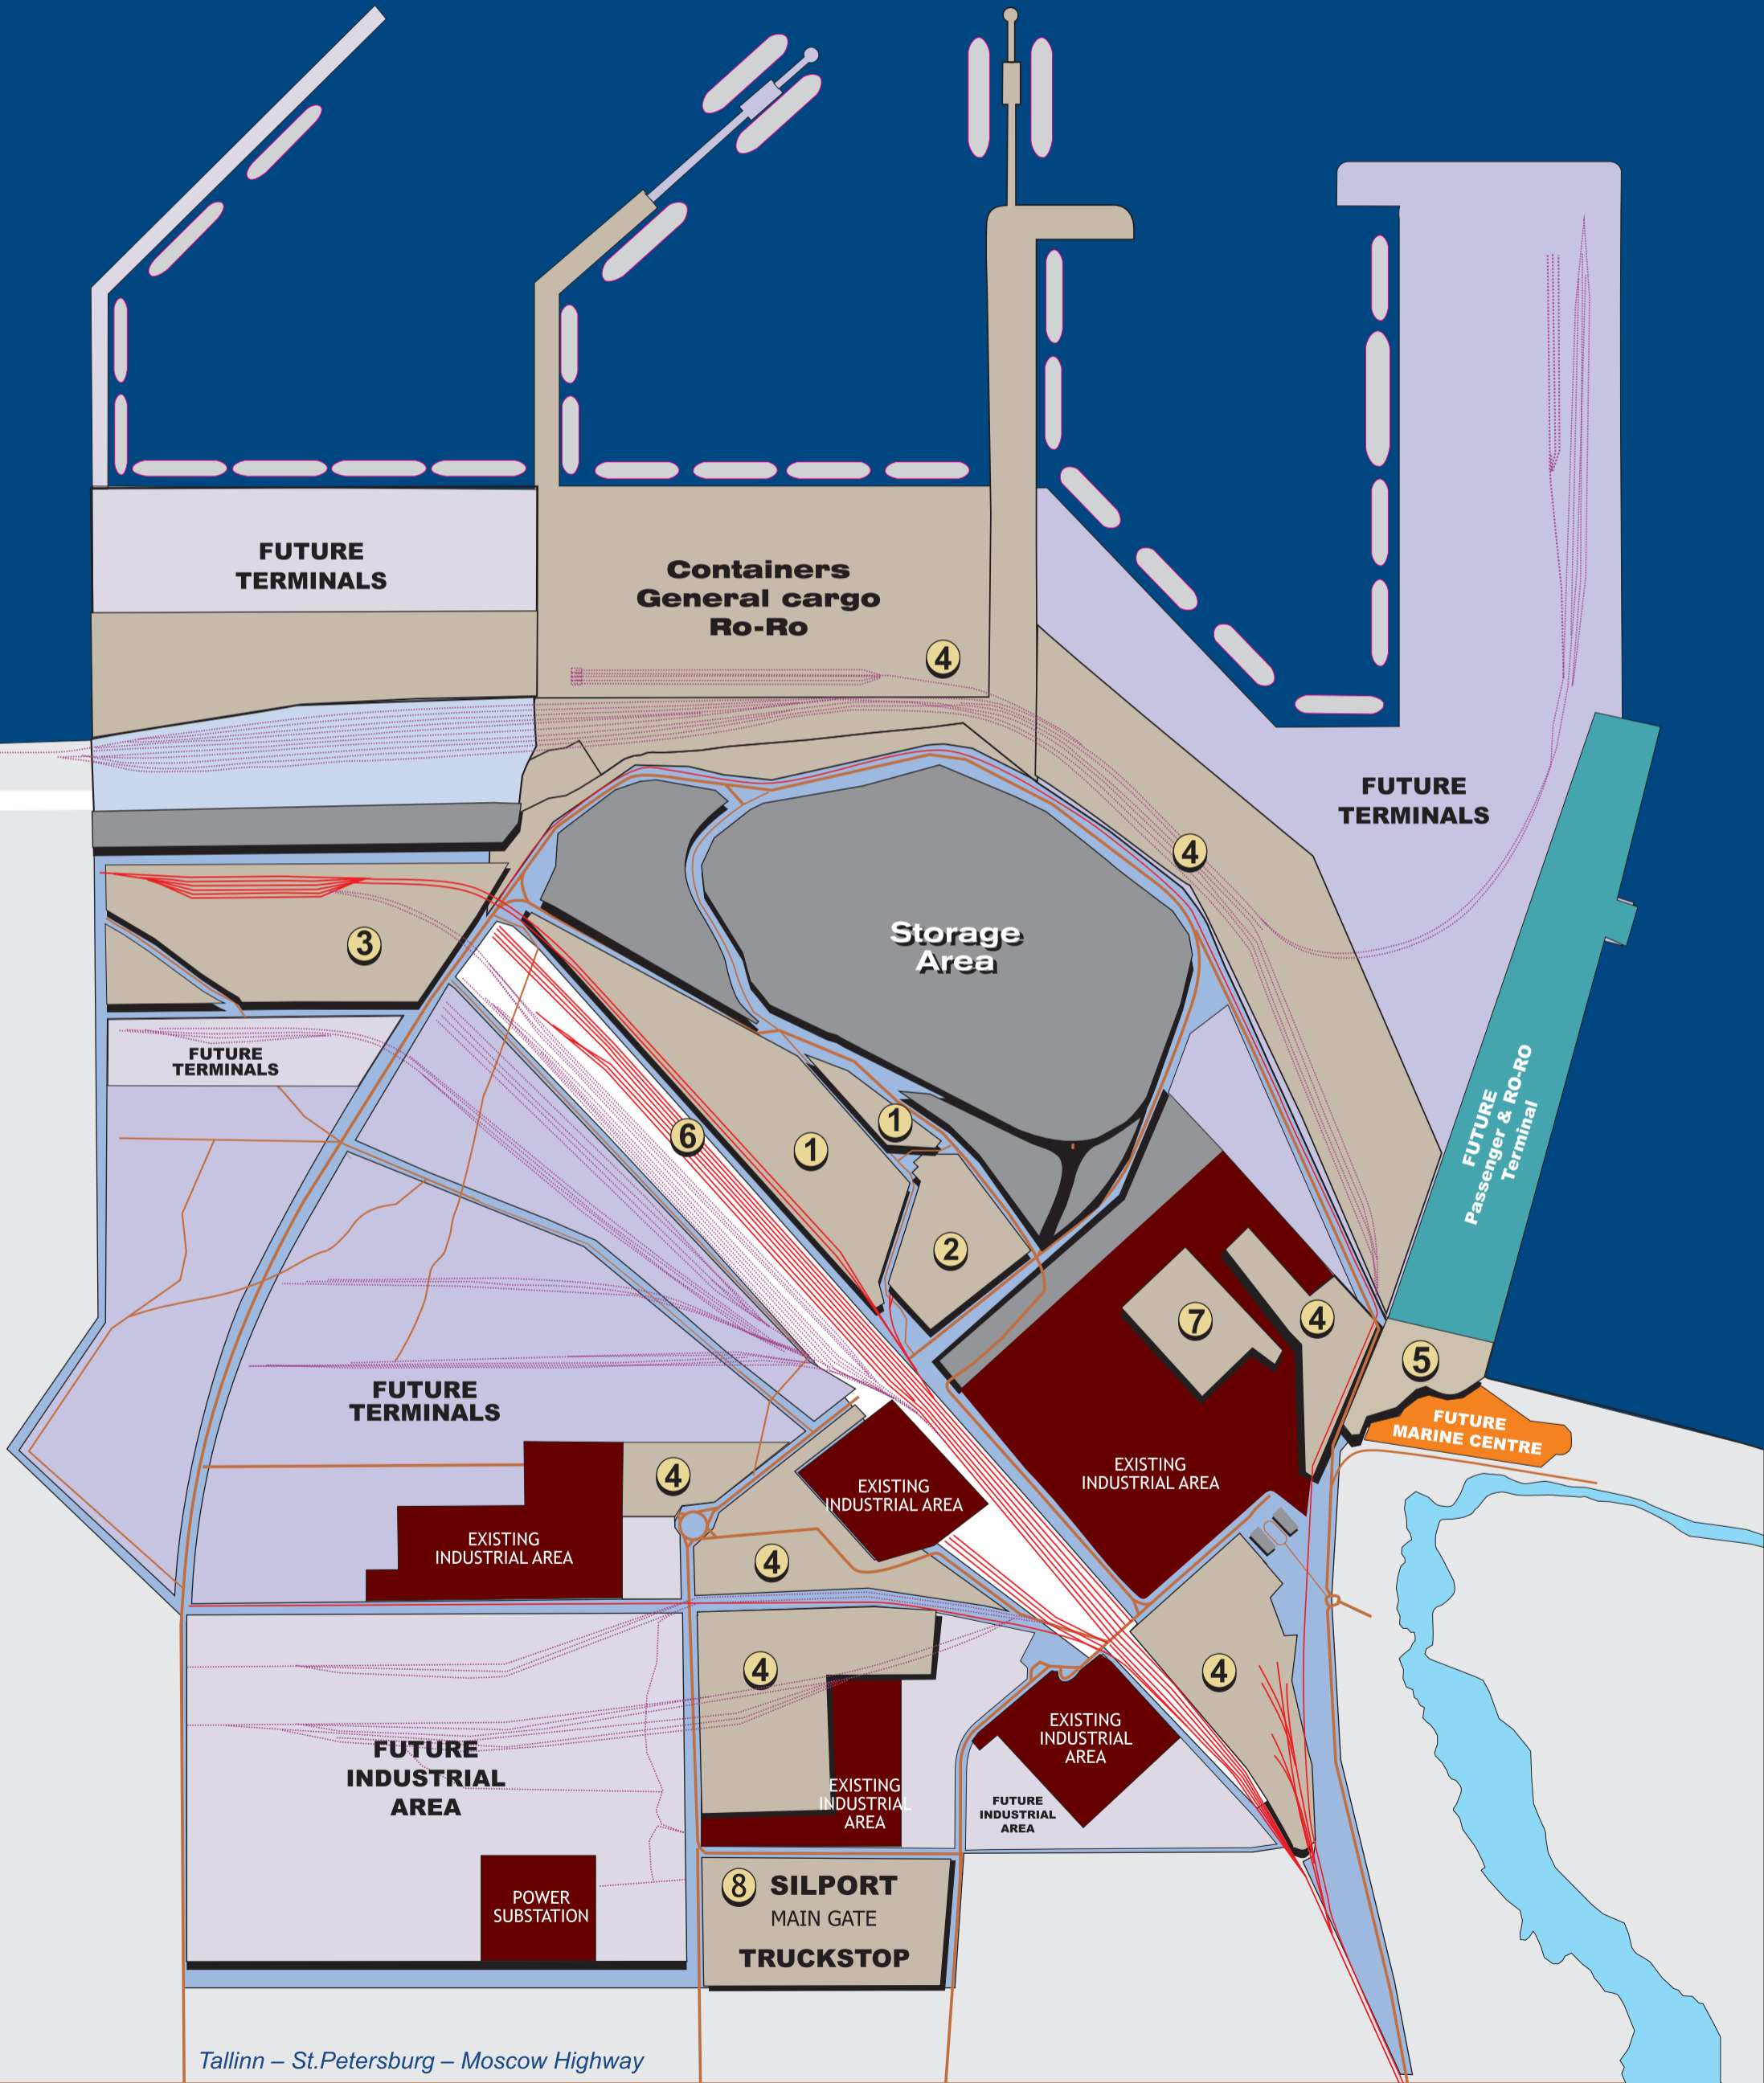 FUTURE
TERMINALS
Containers
General cargo
Ro-Ro
4
FUTURE
TERMINALS
4
Storage
Area
3
FUTURE
TERMINALS
FUTURE
Passenger & RO-RO
Terminal
1
6
1
2
7
4
5
FUTURE
MARINE CENTRE
FUTURE
TERMINALS
4
EXISTING
INDUSTRIAL AREA
EXISTING
INDUSTRIAL AREA
EXISTING
INDUSTRIAL AREA
4
4
4
FUTURE
INDUSTRIAL
AREA
EXISTING
INDUSTRIAL
AREA
EXISTING
INDUSTRIAL
AREA
FUTURE
INDUSTRIAL
AREA
POWER
SUBSTATION
8 SILPORT
MAIN GATE
TRUCKSTOP
Tallinn – St.Petersburg – Moscow Highway